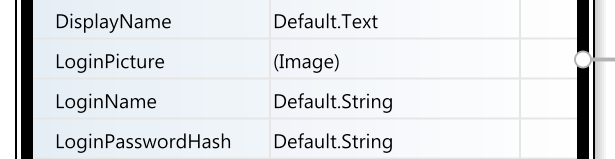 DisplayName Default.Text
LoginPicture (Image)
LoginName Default.String
LoginPasswordHash Default.String